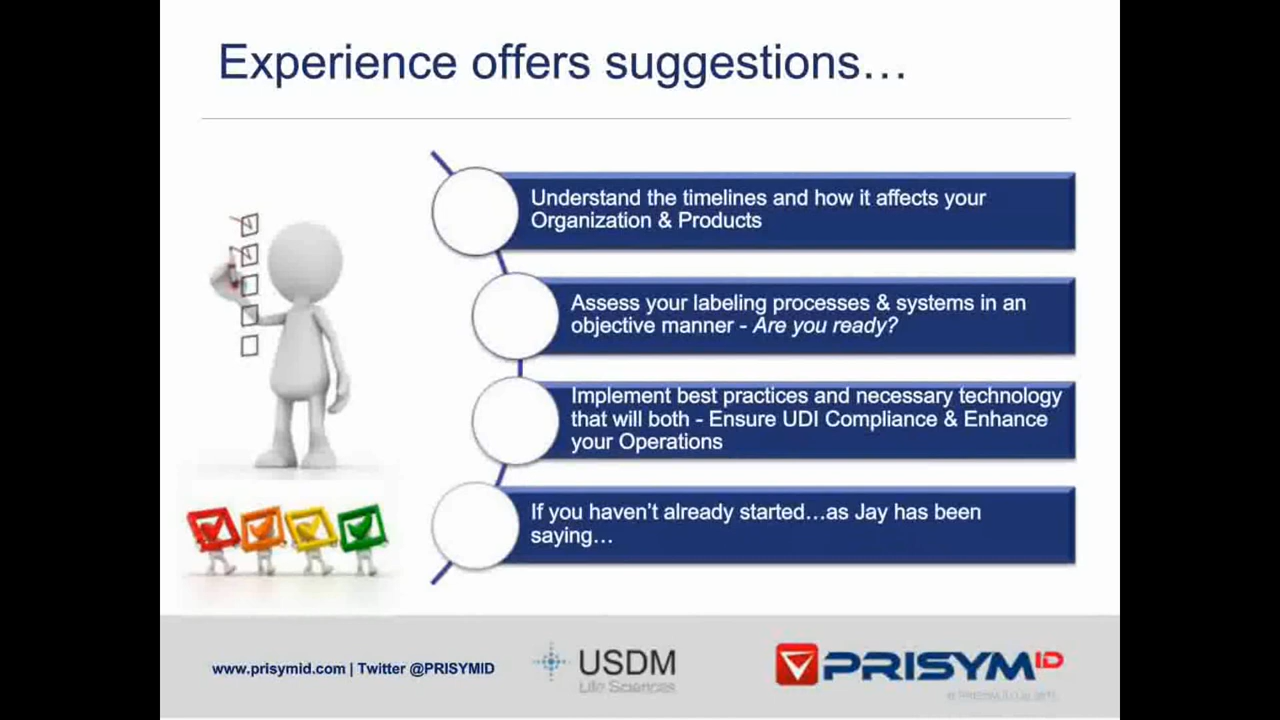 Experience offers suggestions…
Understand the timelines and how it affects your
Organization & Products
Assess your labeling processes & systems in an
objective manner - Are you ready?
Implement best practices and necessary technology
that will both - Ensure UDI Compliance & Enhance
your Operations
If you haven't already started…as Jay has been
saying…
www.prisymid.com | Twitter @PRISYMID
USDM
Life Sciences
PRISYM ID